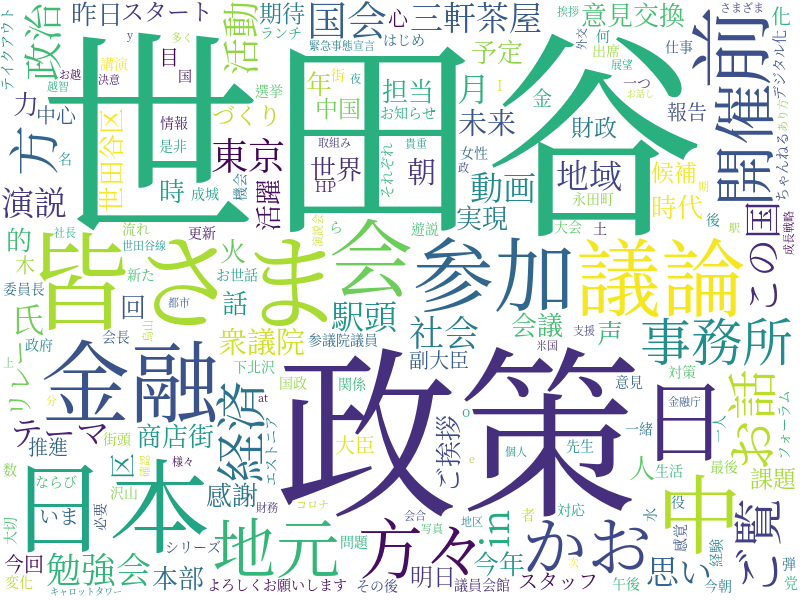 世田谷
政策
皆さま
日本
金融
参加
議論
会
中
前
開催
事務所
地元
方々
かお
日
ご覧
お話
経済
東京
国会
三軒茶屋
意見交換
活動
政治
昨日
スタート
期待
心
化
予定
何
出席
仕事
デジタル化
テイクアウト
緊急事態宣言
はじめ
ランチ
挨拶
さまざま
外交
展望
一つ
お話し
あり方
ちゃんねる
報告
力
中心
お越し
越智
講演
決意
多く
y
目
国
選挙
街
夜
年
中国
担当
お知らせ
月
未来
金
財政
方
名
世田谷区
づくり
情報
是非
取組み
世界
HP
それぞれ
貴重
朝
女性
政
地域
候補
期
時代
永田町
演説
時
成城
機会
活躍
動画
実現
大会
土
後
この国
駅
成長戦略
的
木
社長
流れ
世田谷線
更新
新た
お世話
演説会
ら
遊説
火
話
回
氏
委員長
都市
会長
政府
駅頭
社会
会議
声
支援
米国
衆議院
参議院議員
副大臣
下北沢
国政
関係
意見
対策
金融庁
リレー
上
分
テーマ
推進
街頭
商店街
at
エストニア
大臣
ご挨拶
o
e
in
個人
先生
一緒
人
生活
一人
最後
フォーラム
課題
区
数
ならび
沢山
様々
感謝
大切
いま
必要
財務
コロナ
会合
写真
地区
者
対応
水
役
感覚
経験
弾
党
シリーズ
問題
今回
勉強会
本部
今年
思い
変化
キャロットタワー
よろしくお願いします
その後
明日
議員会館
スタッフ
次
午後
今朝